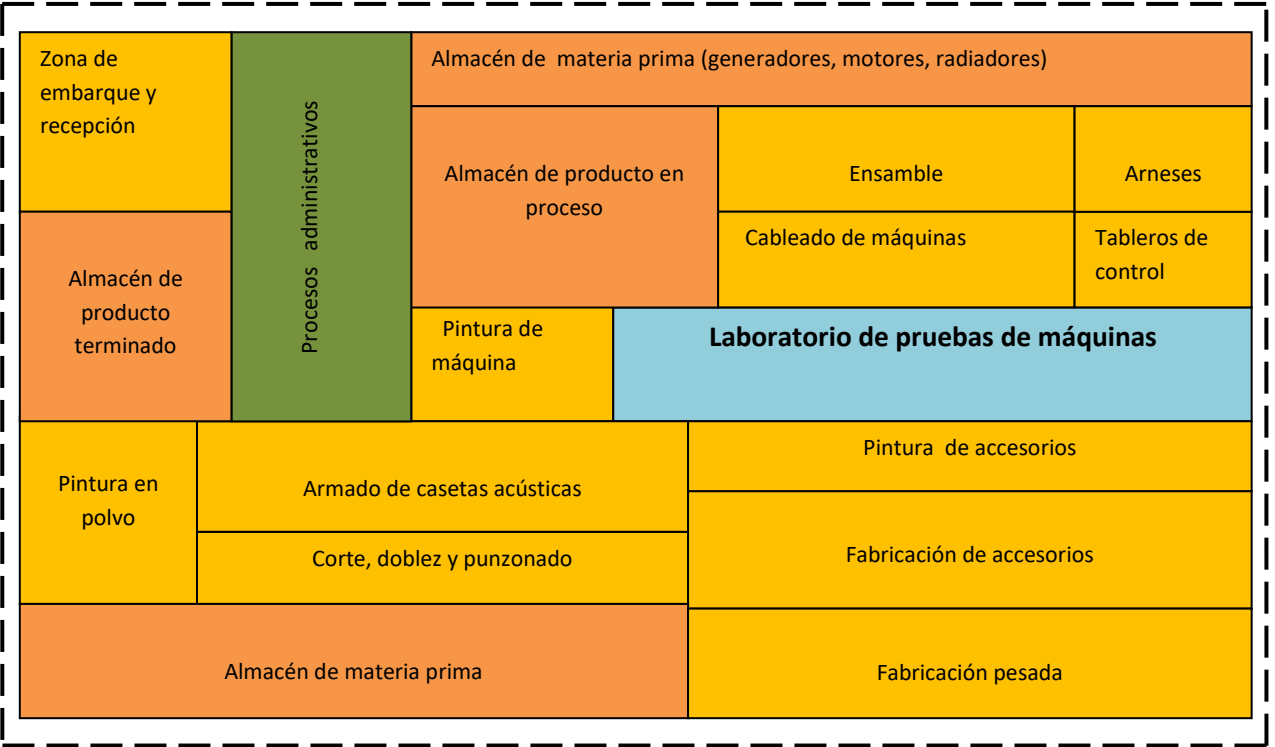 Zona de
embarque y
recepción
Procesos administrativos
Almacén de materia prima (generadores, motores, radiadores)
Almacén de producto en
proceso
Ensamble
Arneses
Cableado de máquinas
Tableros de
control
Almacén de
producto
terminado
Pintura de
máquina
Laboratorio de pruebas de máquinas
Pintura en
polvo
Armado de casetas acústicas
Corte, doblez y punzonado
Pintura de accesorios
Fabricación de accesorios
Almacén de materia prima
Fabricación pesada